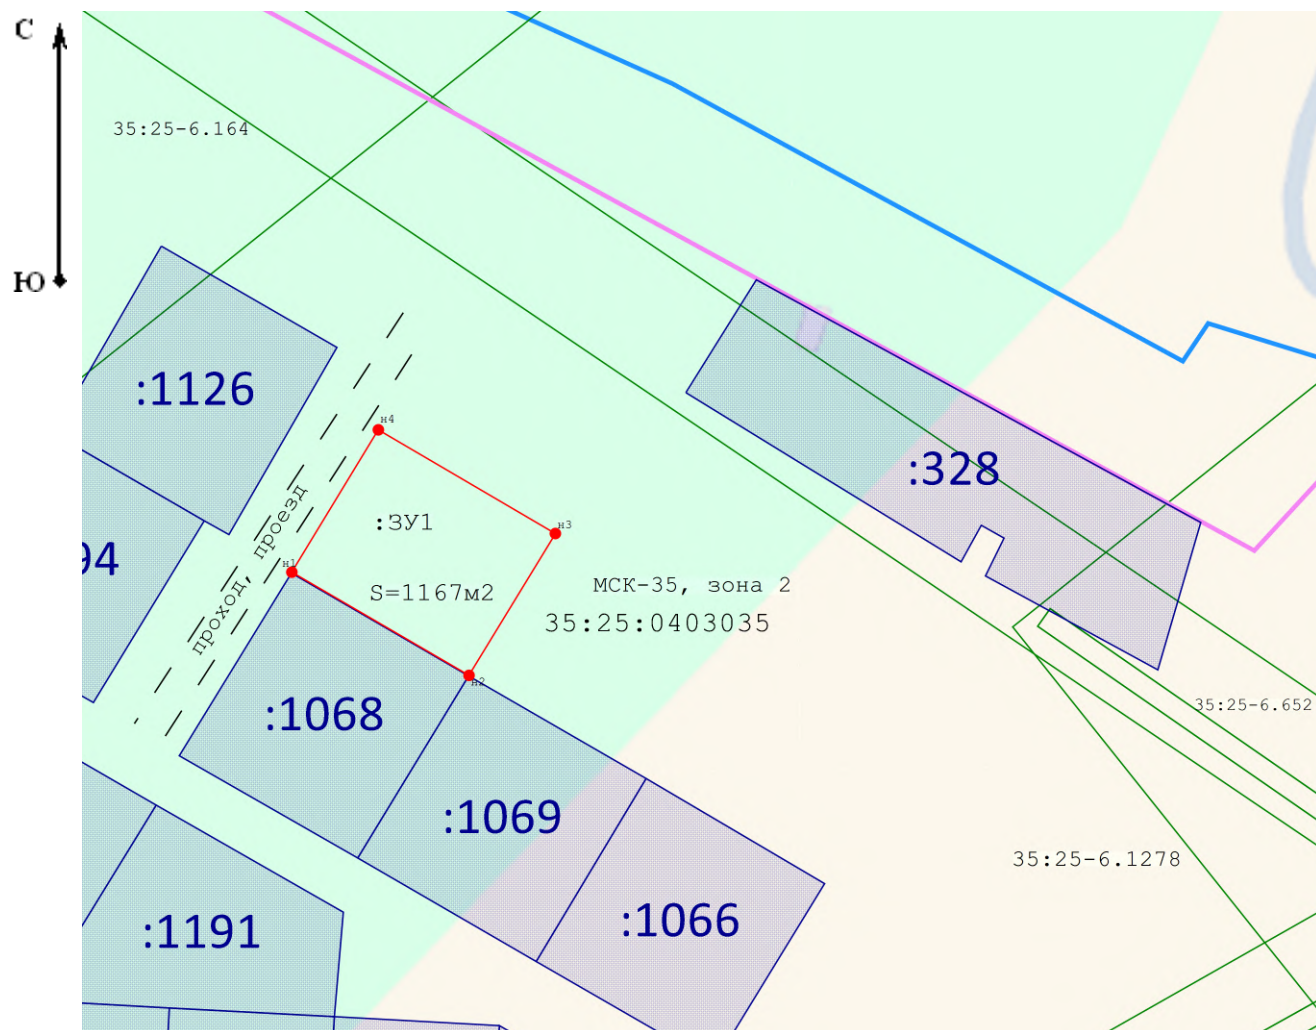 С
35:25-6.164
Ю
:1126
н4
:328
:ЗУ1
н3
проход, проезд
94
н1
S=1167м2
МСК-35, зона 2
35:25:0403035
н2
:1068
35:25-6.652
:1069
35:25-6.1278
:1191
:1066